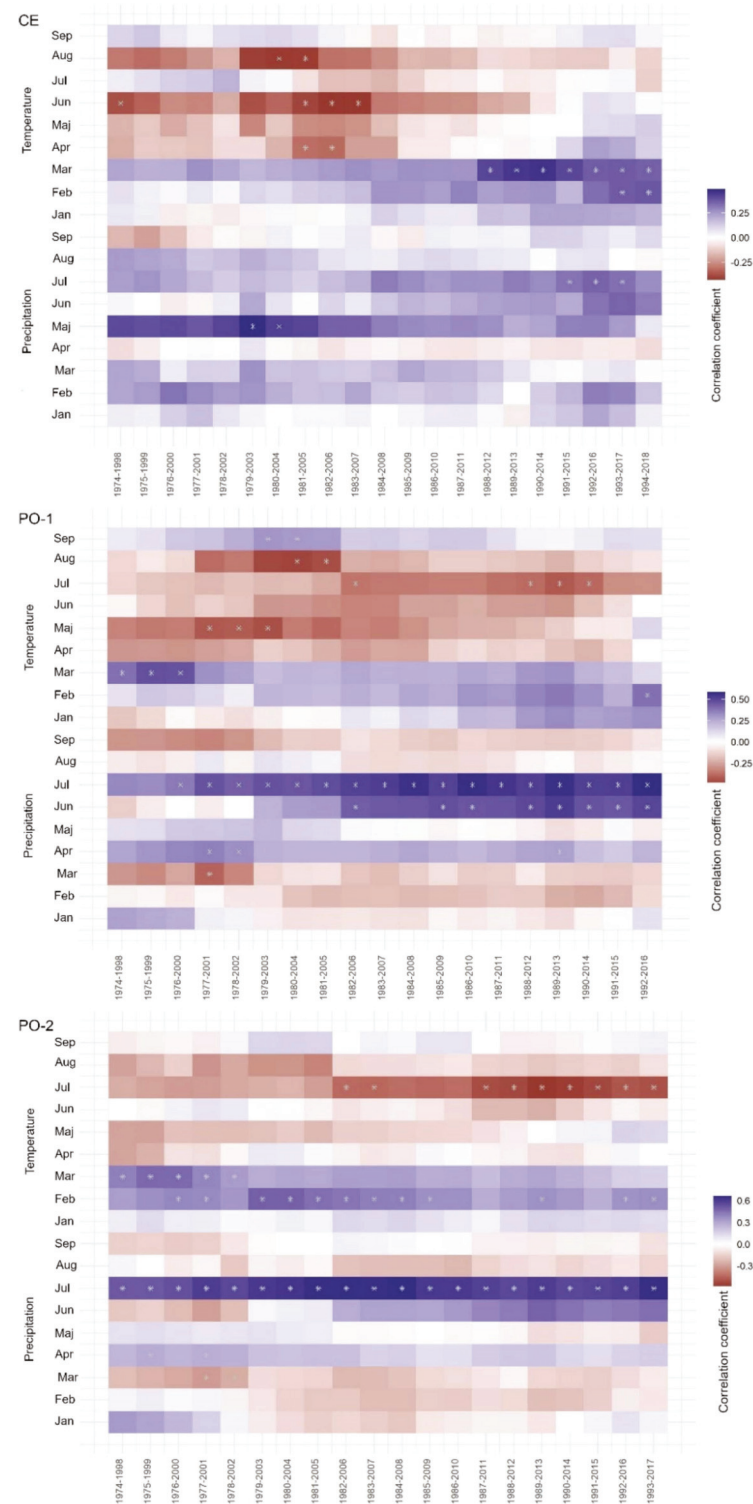 CE
Temperature
Sep
Aug
Jul
Jun
Maj
Apr
Mar
Feb
Jan
Precipitation
Sep
Aug
Jul
Jun
Maj
Apr
Mar
Feb
Jan
1974-1998
1975-1999
1976-2000
1977-2001
1978-2002
1979-2003
1980-2004
1981-2005
1982-2006
1983-2007
1984-2008
1985-2009
1986-2010
1987-2011
1988-2012
1989-2013
1990-2014
1991-2015
1992-2016
1993-2017
1994-2018
0.25
0.00
-0.25
Correlation coefficient
PO-1
Temperature
Sep
Aug
Jul
Jun
Maj
Apr
Mar
Feb
Jan
Precipitation
Sep
Aug
Jul
Jun
Maj
Apr
Mar
Feb
Jan
1974-1998
1975-1999
1976-2000
1977-2001
1978-2002
1979-2003
1980-2004
1981-2005
1982-2006
1983-2007
1984-2008
1985-2009
1986-2010
1987-2011
1988-2012
1989-2013
1990-2014
1991-2015
1992-2016
0.50
0.25
0.00
-0.25
Correlation coefficient
PO-2
Temperature
Sep
Aug
Jul
Jun
Maj
Apr
Mar
Feb
Jan
Precipitation
Sep
Aug
Jul
Jun
Maj
Apr
Mar
Feb
Jan
1974-1998
1975-1999
1976-2000
1977-2001
1978-2002
1979-2003
1980-2004
1981-2005
1982-2006
1983-2007
1984-2008
1985-2009
1986-2010
1987-2011
1988-2012
1989-2013
1990-2014
1991-2015
1992-2016
1993-2017
0.6
0.3
0.0
-0.3
Correlation coefficient